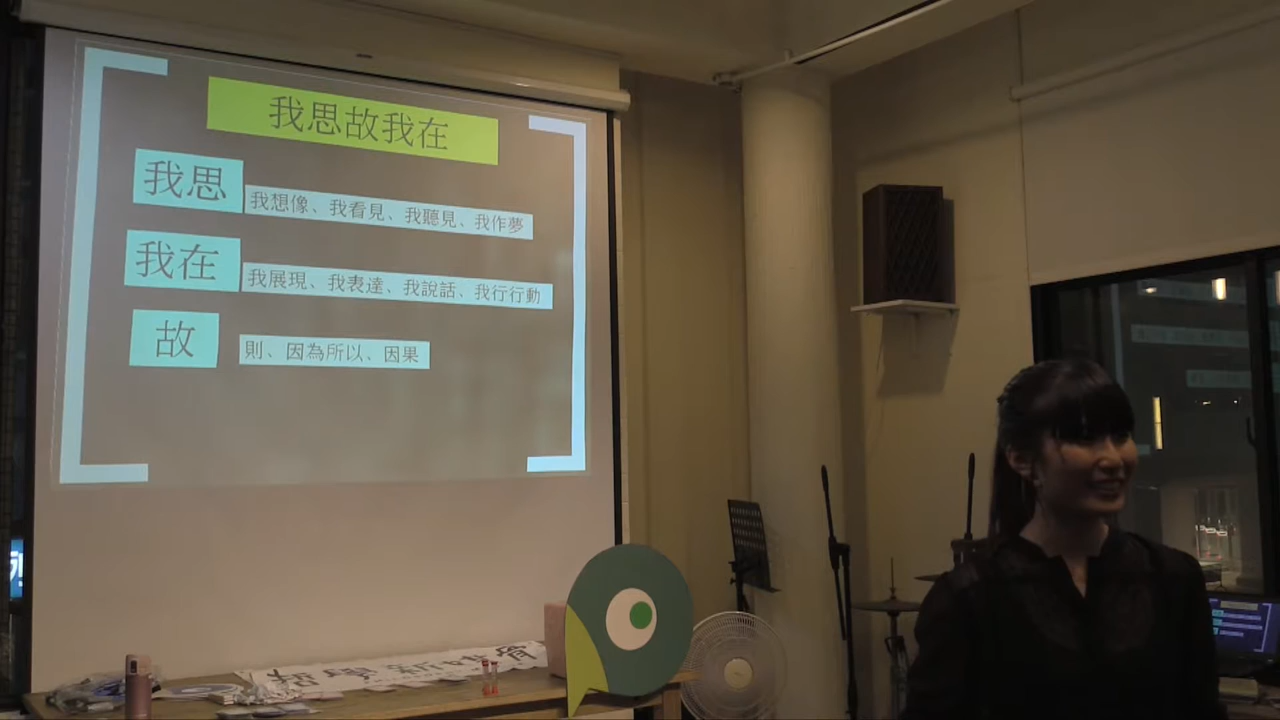 我思故我在
我思 我想像、我看見、我聽見、我作夢
我在 我展現、我表達、我說話、我行行動
故 則、因為所以、因果